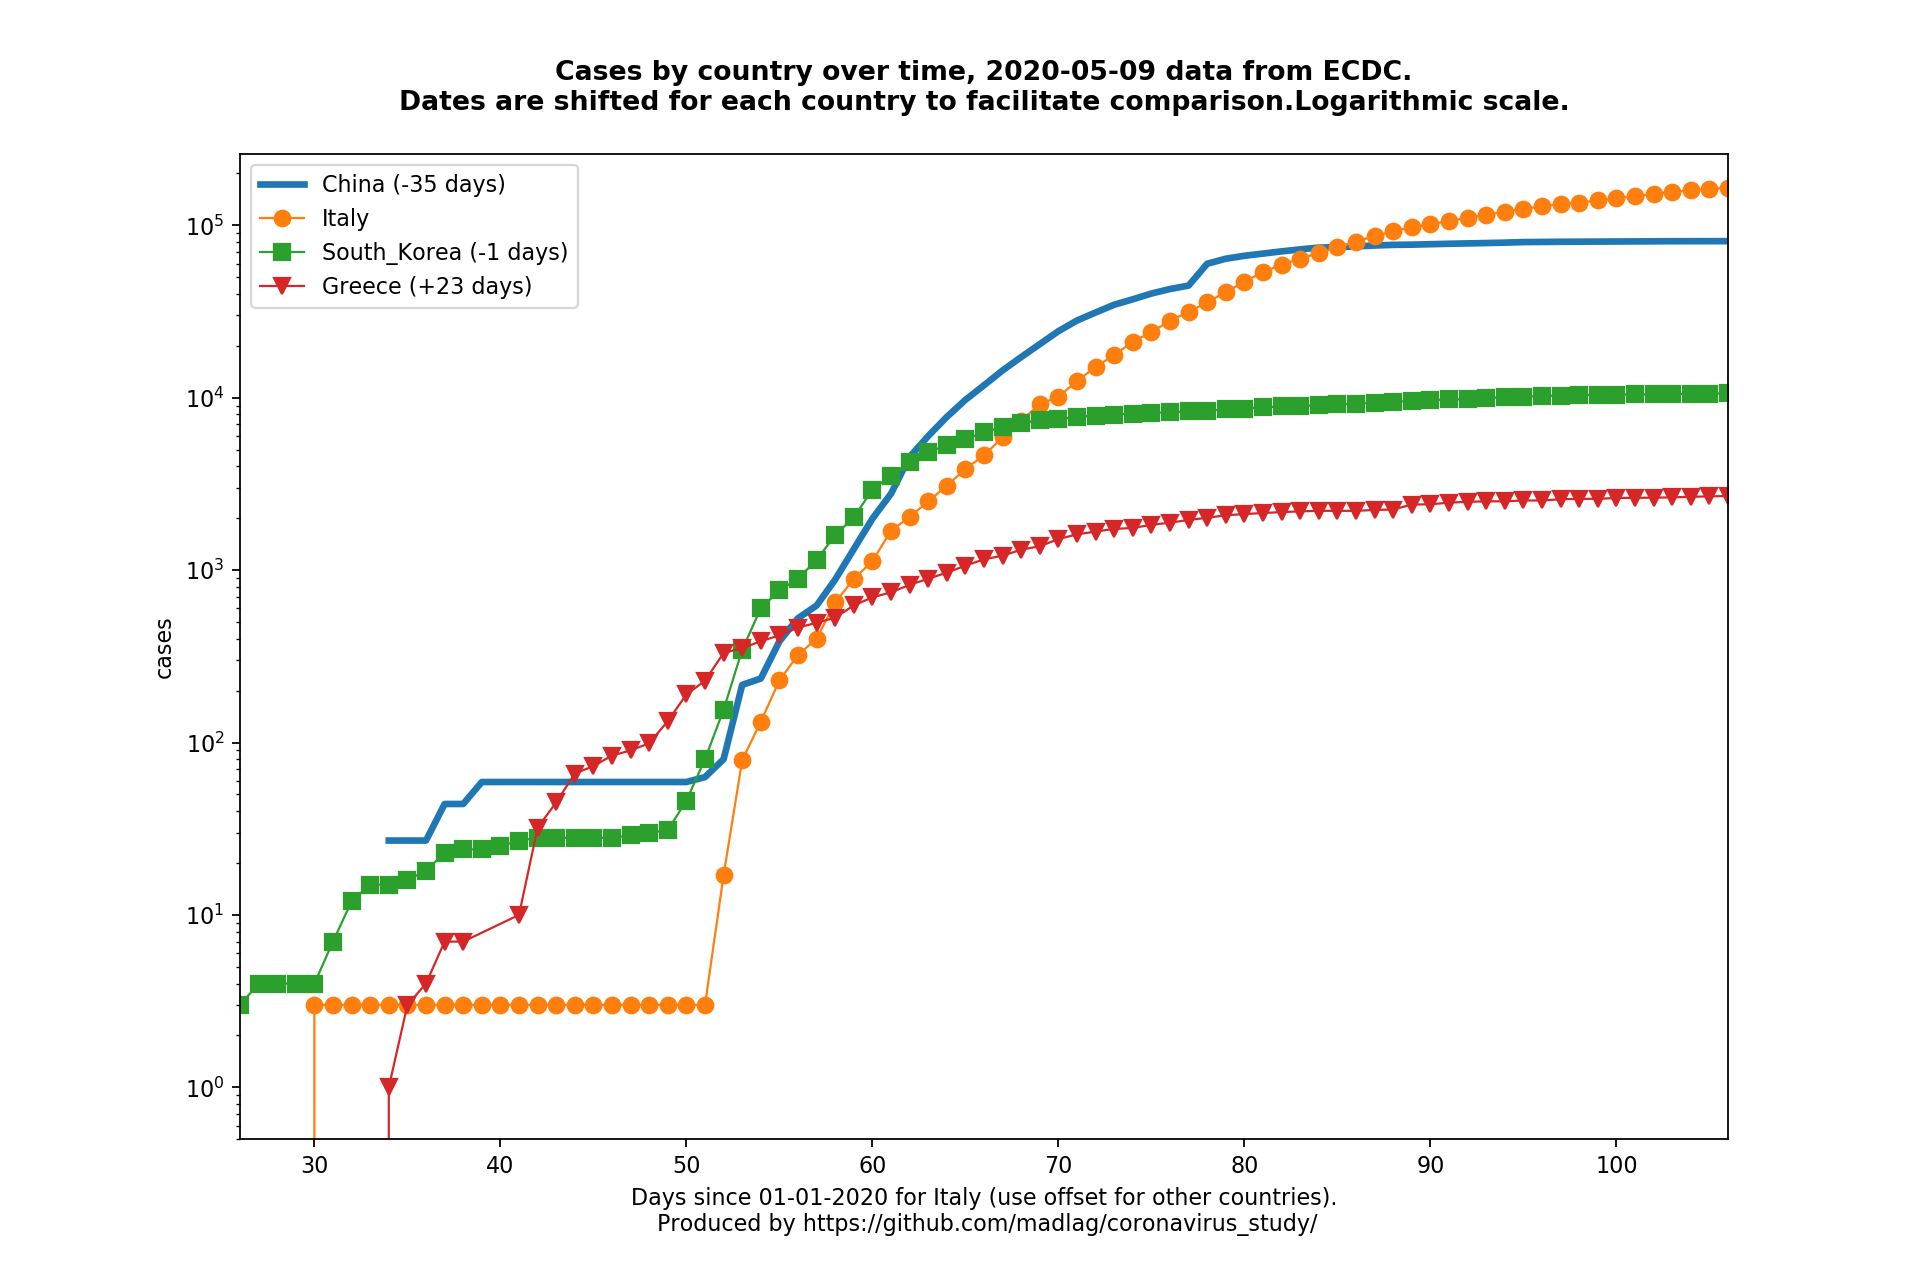 Cases by country over time, 2020-05-09 data from ECDC.
Dates are shifted for each country to facilitate comparison.Logarithmic scale.
China (-35 days)
Italy
South_Korea (-1 days)
Greece (+23 days)
10^5
10^4
10^3
10^2
10^1
10^0
cases
30 40 50 60 70 80 90 100
Days since 01-01-2020 for Italy (use offset for other countries).
Produced by https://github.com/madlag/coronavirus_study/